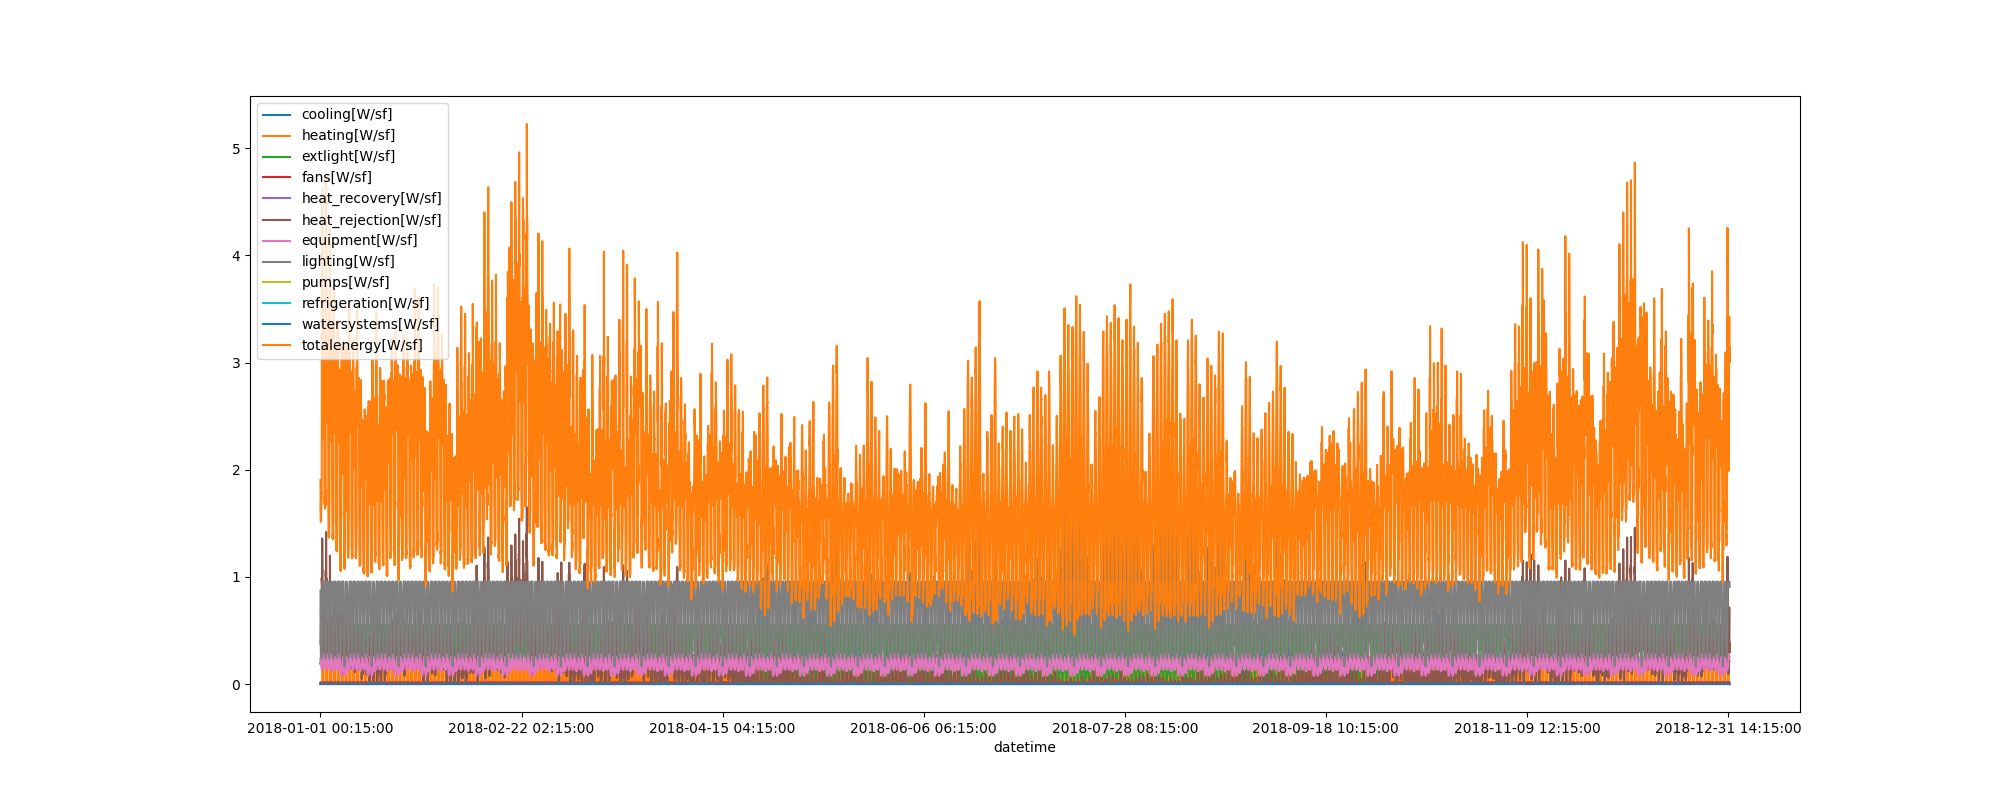 cooling[W/sf]
heating[W/sf]
extlight[W/sf]
fans[W/sf]
heat_recovery[W/sf]
heat_rejection[W/sf]
equipment[W/sf]
lighting[W/sf]
pumps[W/sf]
refrigeration[W/sf]
watersystems[W/sf]
totalenergy[W/sf]
5
4
3
2
1
0
2018-01-01 00:15:00 2018-02-22 02:15:00 2018-04-15 04:15:00 2018-06-06 06:15:00 2018-07-28 08:15:00 2018-09-18 10:15:00 2018-11-09 12:15:00 2018-12-31 14:15:00
datetime